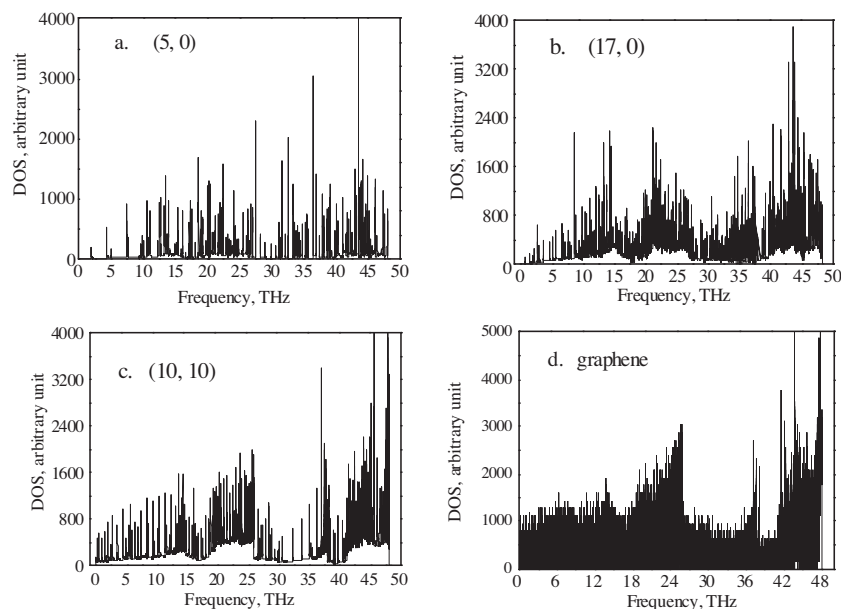 a. (5, 0)
DOS, arbitrary unit
4000
3000
2000
1000
0
0 5 10 15 20 25 30 35 40 45 50
Frequency, THz
b. (17, 0)
DOS, arbitrary unit
4000
3200
2400
1600
800
0
0 5 10 15 20 25 30 35 40 45 50
Frequency, THz
c. (10, 10)
DOS, arbitrary unit
4000
3200
2400
1600
800
0
0 5 10 15 20 25 30 35 40 45 50
Frequency, THz
d. graphene
DOS, arbitrary unit
5000
4000
3000
2000
1000
0
0 6 12 18 24 30 36 42 48
Frequency, THz